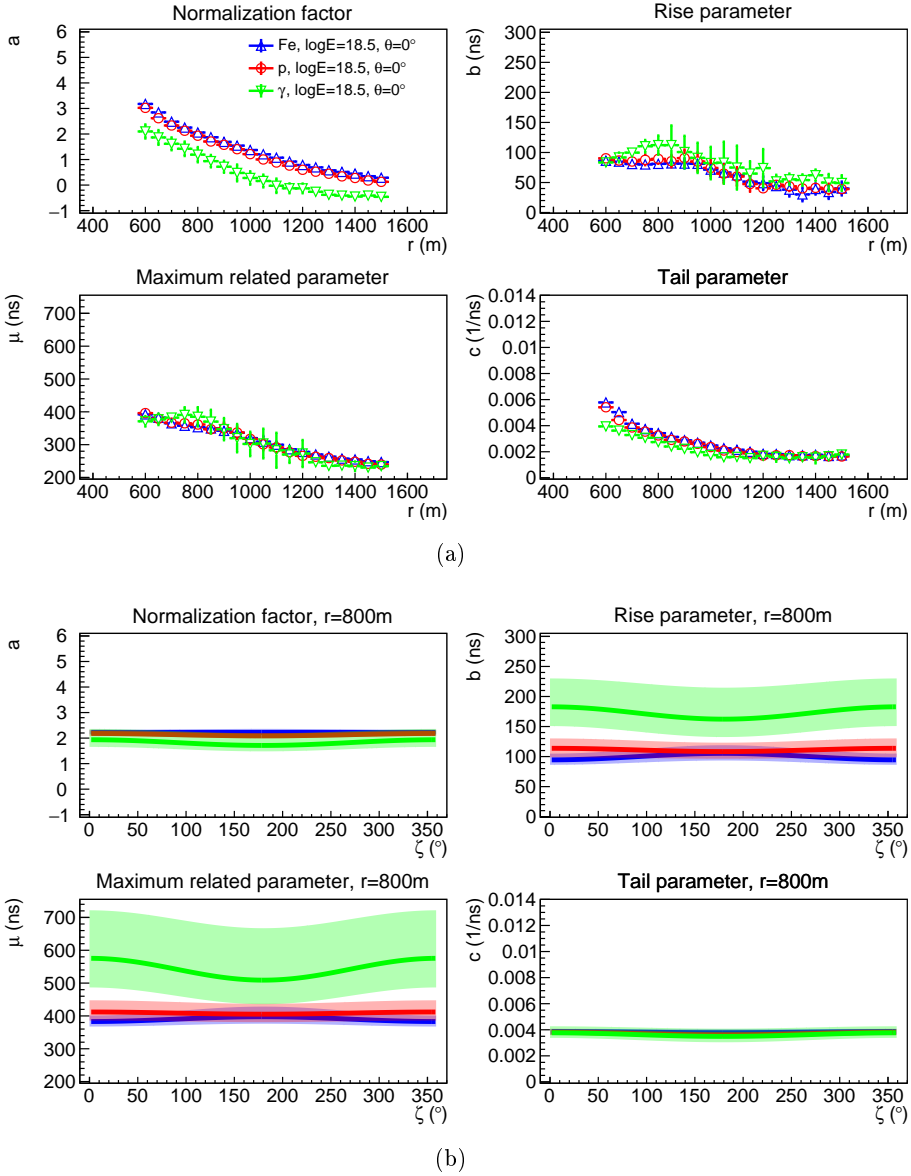 Normalization factor
a
6
5
4
3
2
1
0
−1
Fe, logE=18.5, θ=0°
p, logE=18.5, θ=0°
γ, logE=18.5, θ=0°
400 600 800 1000 1200 1400 1600
r (m)
Rise parameter
b (ns)
300
250
200
150
100
50
0
400 600 800 1000 1200 1400 1600
r (m)
Maximum related parameter
μ (ns)
700
600
500
400
300
200
400 600 800 1000 1200 1400 1600
r (m)
Tail parameter
c (1/ns)
0.014
0.012
0.01
0.008
0.006
0.004
0.002
0
400 600 800 1000 1200 1400 1600
r (m)
(a)
Normalization factor, r=800m
a
6
5
4
3
2
1
0
−1
0 50 100 150 200 250 300 350
ζ (°)
Rise parameter, r=800m
b (ns)
300
250
200
150
100
50
0
0 50 100 150 200 250 300 350
ζ (°)
Maximum related parameter, r=800m
μ (ns)
700
600
500
400
300
200
0 50 100 150 200 250 300 350
ζ (°)
Tail parameter, r=800m
c (1/ns)
0.014
0.012
0.01
0.008
0.006
0.004
0.002
0
0 50 100 150 200 250 300 350
ζ (°)
(b)